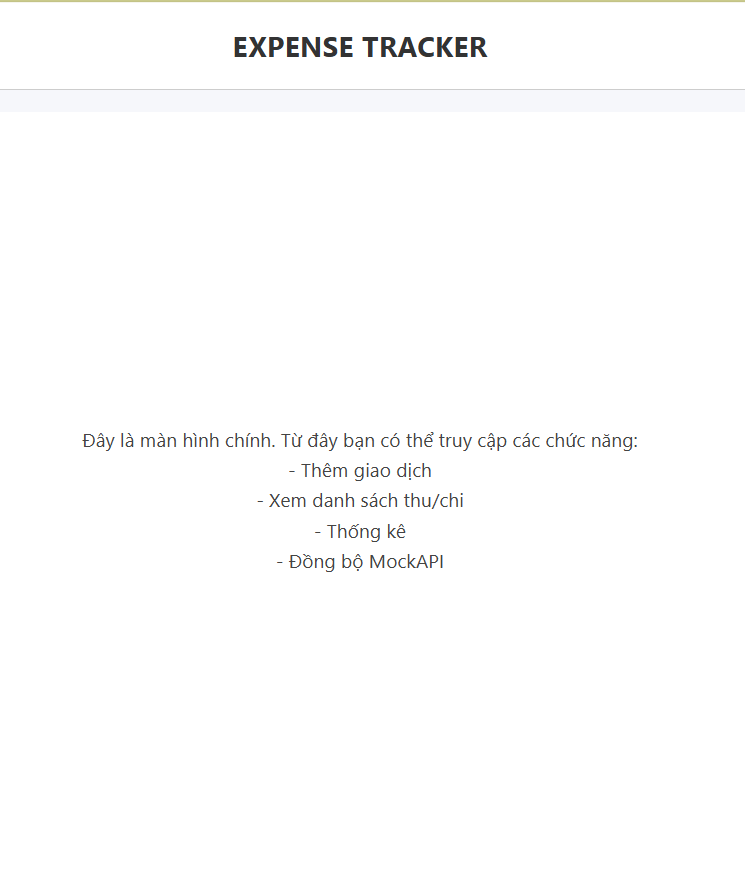 EXPENSE TRACKER
Đây là màn hình chính. Từ đây bạn có thể truy cập các chức năng:
- Thêm giao dịch
- Xem danh sách thu/chi
- Thống kê
- Đồng bộ MockAPI